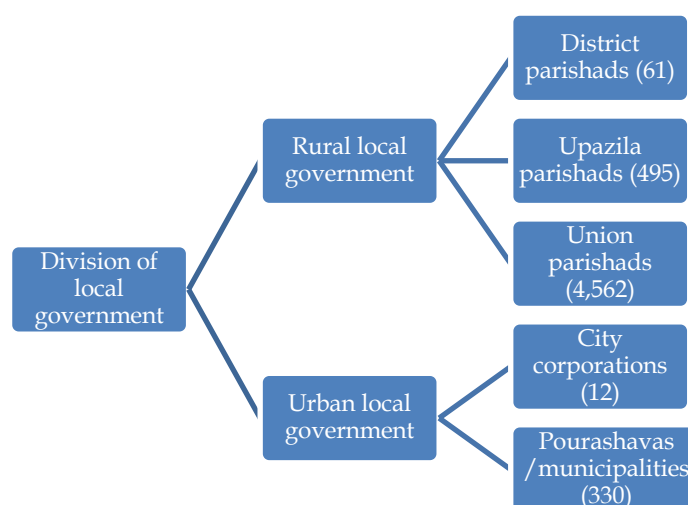 Division of
local
government
Rural local
government
District
parishads (61)
Upazila
parishads (495)
Union
parishads
(4,562)
Urban local
government
City
corporations
(12)
Pourashavas
/municipalities
(330)